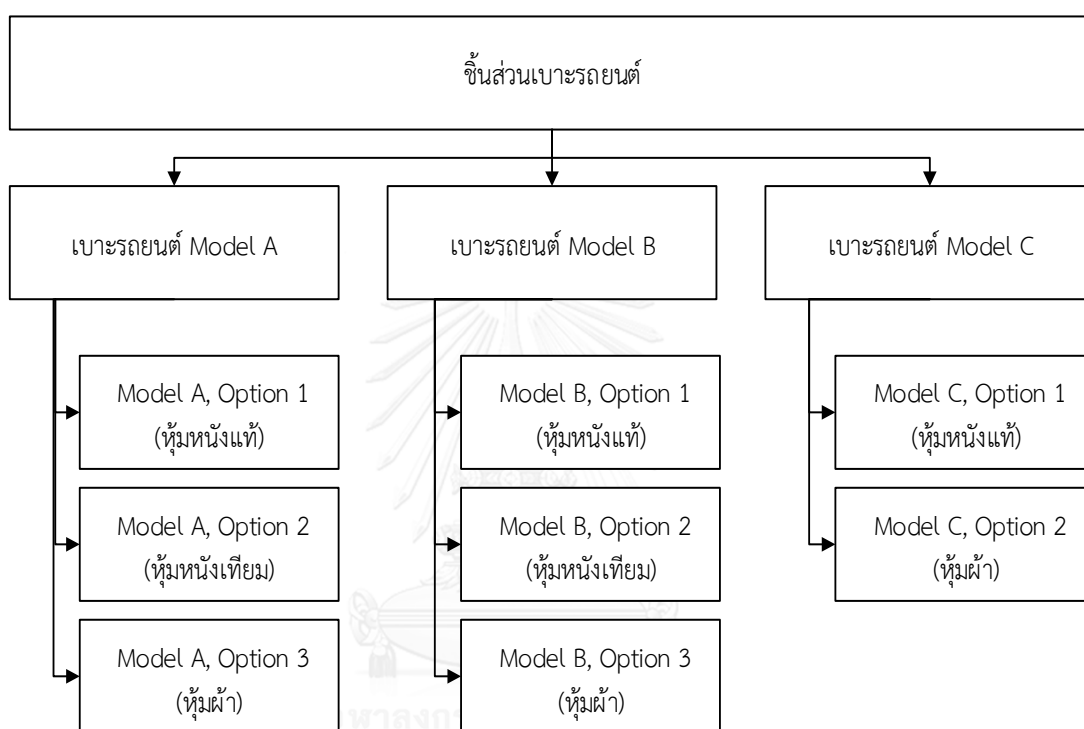 ชิ้นส่วนเบาะรถยนต์
เบาะรถยนต์ Model A
เบาะรถยนต์ Model B
เบาะรถยนต์ Model C
Model A, Option 1
(หุ้มหนังแท้)
Model B, Option 1
(หุ้มหนังแท้)
Model C, Option 1
(หุ้มหนังแท้)
Model A, Option 2
(หุ้มหนังเทียม)
Model B, Option 2
(หุ้มหนังเทียม)
Model C, Option 2
(หุ้มผ้า)
Model A, Option 3
(หุ้มผ้า)
Model B, Option 3
(หุ้มผ้า)